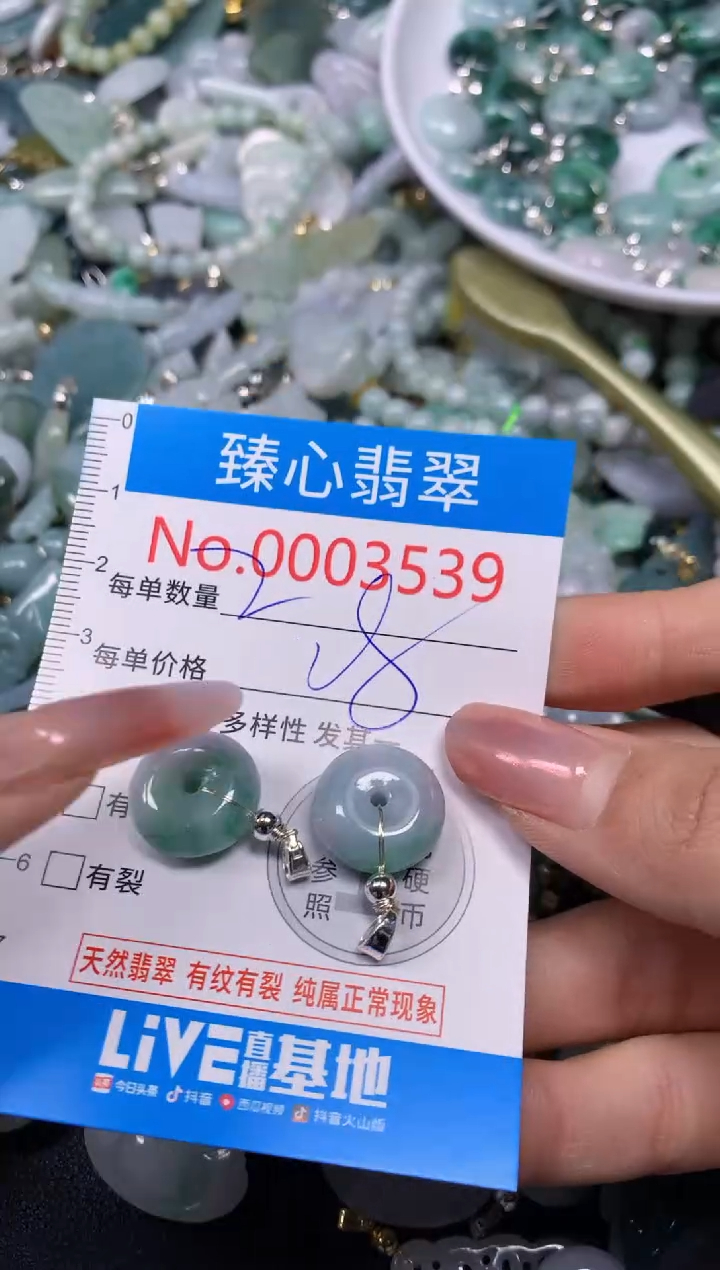 0
臻心翡翠
1
No.0003539
2
每单数量 2
3
每单价格 28
多样性 发其一
有
6
有裂
参 硬
照 币
天然翡翠 有纹有裂 纯属正常现象
LiVE直播基地
今日头条 抖音 西瓜视频 抖音火山版